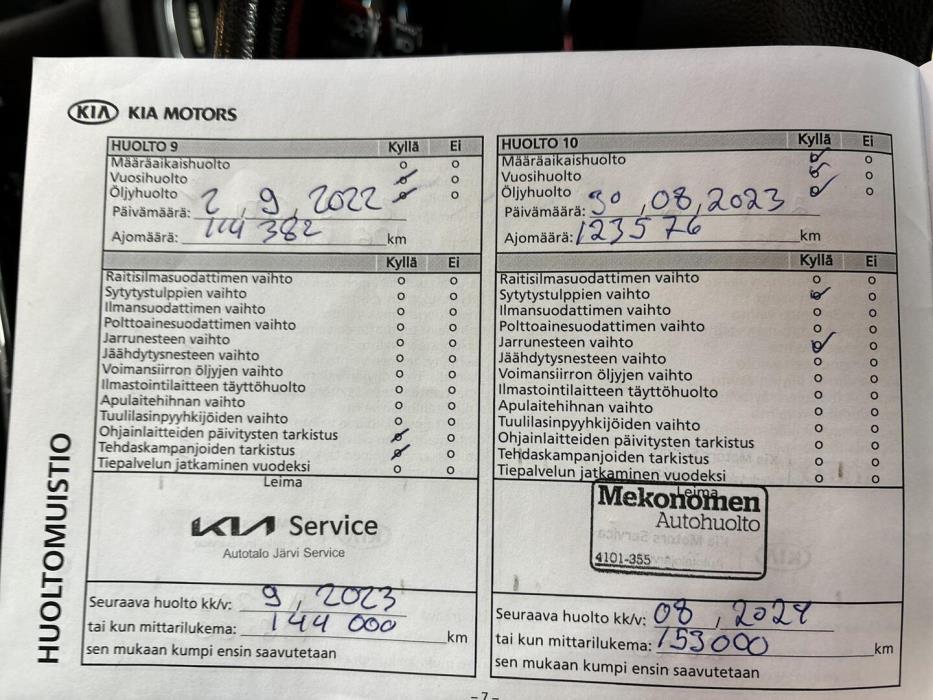 KIA KIA MOTORS
HUOLTO 9 Kyllä Ei
Määräaikaishuolto
Vuosihuolto
Öljyhuolto
Päivämäärä: 2, 9, 2022
Ajomäärä: 114 382 km
Kyllä Ei
Raitisilmasuodattimen vaihto
Sytytystulppien vaihto
Ilmansuodattimen vaihto
Polttoainesuodattimen vaihto
Jarrunesteen vaihto
Jäähdytysnesteen vaihto
Voimansiirron öljyjen vaihto
Ilmastointilaitteen täyttöhuolto
Apulaitehihnan vaihto
Tuulilasinpyyhkijöiden vaihto
Ohjainlaitteiden päivitysten tarkistus
Tehdaskampanjoiden tarkistus
Tiepalvelun jatkaminen vuodeksi
Leima
KIA Service
Autotalo Järvi Service
Seuraava huolto kk/v: 9, 2023
tai kun mittarilukema: 144 000 km
sen mukaan kumpi ensin saavutetaan
HUOLTO 10 Kyllä Ei
Määräaikaishuolto
Vuosihuolto
Öljyhuolto
Päivämäärä: 30, 08, 2023
Ajomäärä: 123576 km
Kyllä Ei
Raitisilmasuodattimen vaihto
Sytytystulppien vaihto
Ilmansuodattimen vaihto
Polttoainesuodattimen vaihto
Jarrunesteen vaihto
Jäähdytysnesteen vaihto
Voimansiirron öljyjen vaihto
Ilmastointilaitteen täyttöhuolto
Apulaitehihnan vaihto
Tuulilasinpyyhkijöiden vaihto
Ohjainlaitteiden päivitysten tarkistus
Tehdaskampanjoiden tarkistus
Tiepalvelun jatkaminen vuodeksi
Leima
Mekonomen
Autohuolto
4101-355
Seuraava huolto kk/v: 08, 2024
tai kun mittarilukema: 153000 km
sen mukaan kumpi ensin saavutetaan
HUOLTOMUISTIO
- 7 -